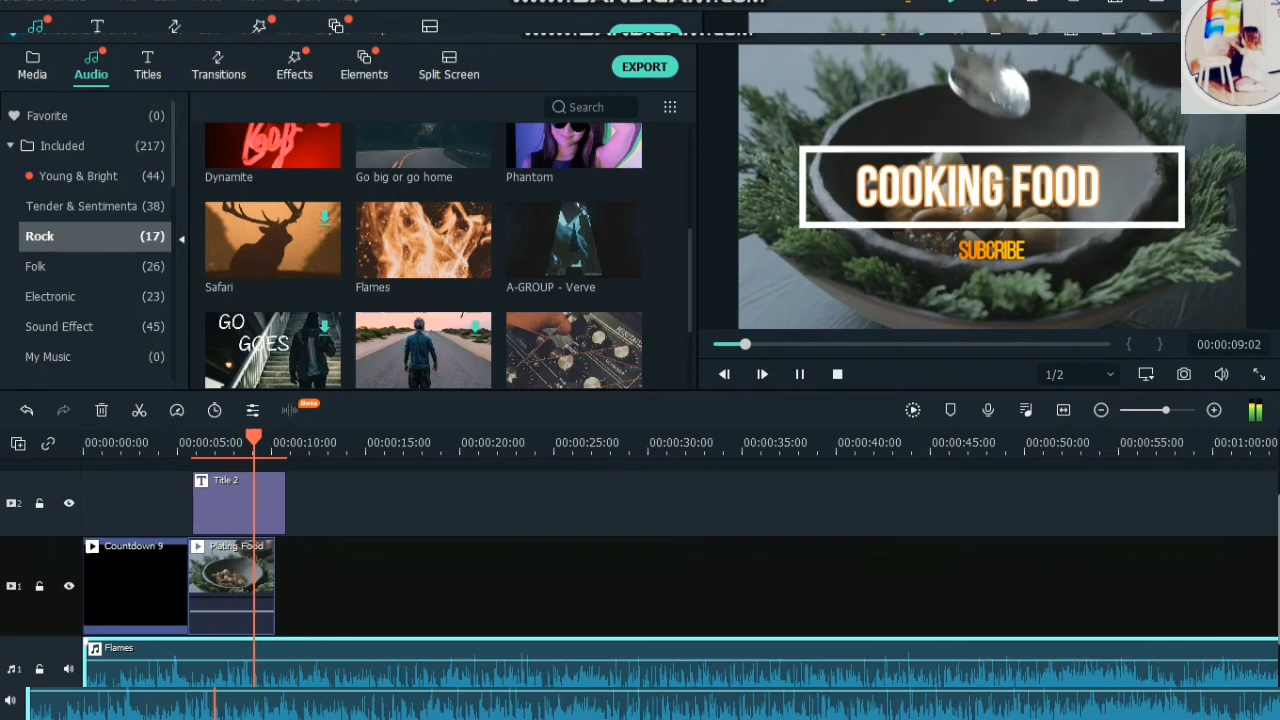 www.BANDICAM.com
Media
Audio
Titles
Transitions
Effects
Elements
Split Screen
EXPORT
Favorite (0)
Included (217)
Young & Bright (44)
Tender & Sentimenta (38)
Rock (17)
Folk (26)
Electronic (23)
Sound Effect (45)
My Music (0)
Search
Dynamite
Go big or go home
Phantom
Safari
Flames
A-GROUP - Verve
GO
GOES
COOKING FOOD
SUBCRIBE
00:00:09:02
1/2
Beta
00:00:00:00 00:00:05:00 00:00:10:00 00:00:15:00 00:00:20:00 00:00:25:00 00:00:30:00 00:00:35:00 00:00:40:00 00:00:45:00 00:00:50:00 00:00:55:00 00:01:00:00
2
T Title 2
Countdown 9
Plating Food
1
Flames
1